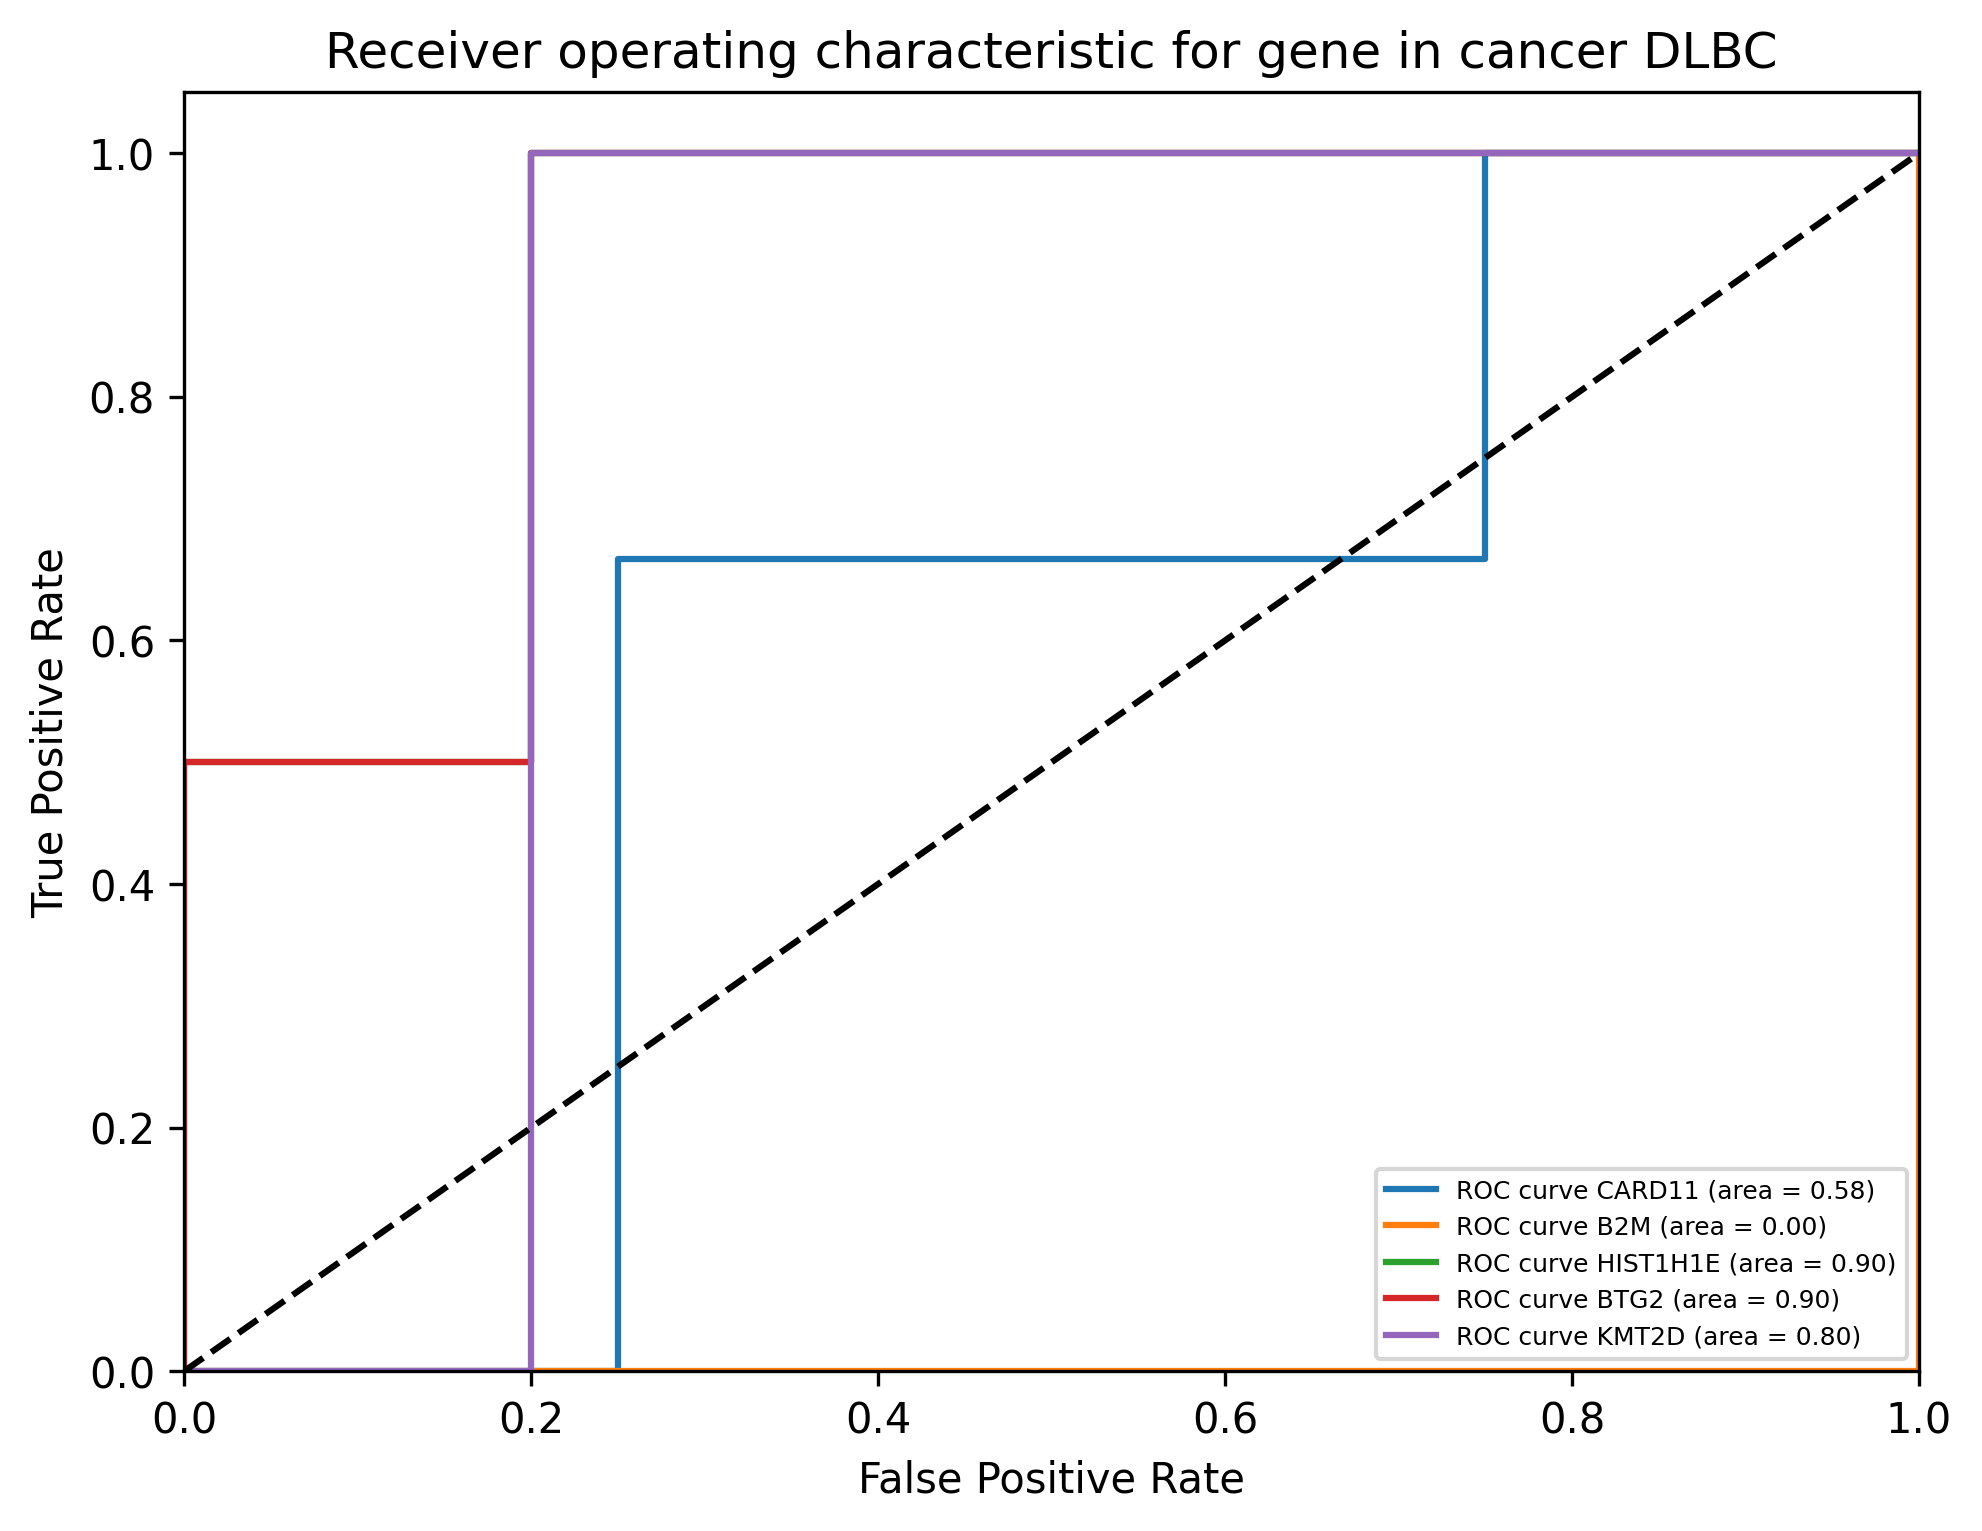 Receiver operating characteristic for gene in cancer DLBC
1.0
0.8
0.6
0.4
0.2
0.0
True Positive Rate
0.0 0.2 0.4 0.6 0.8 1.0
False Positive Rate
ROC curve CARD11 (area = 0.58)
ROC curve B2M (area = 0.00)
ROC curve HIST1H1E (area = 0.90)
ROC curve BTG2 (area = 0.90)
ROC curve KMT2D (area = 0.80)